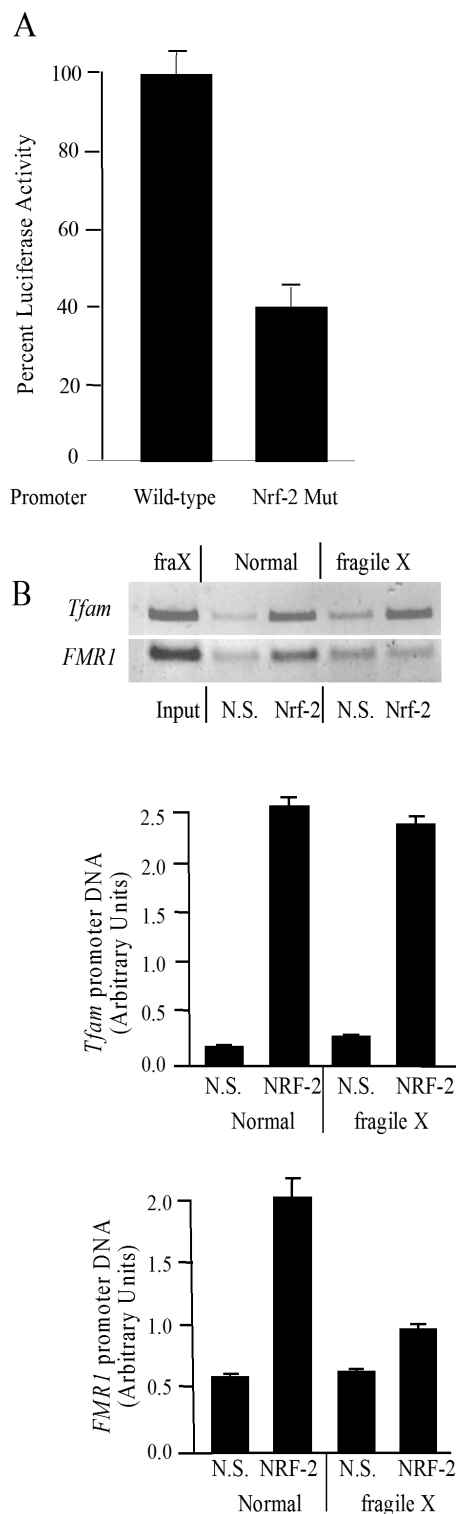 A
Percent Luciferase Activity
100
80
60
40
20
0
Promoter Wild-type Nrf-2 Mut
B
fraX Normal fragile X
Tfam
FMR1
Input N.S. Nrf-2 N.S. Nrf-2
Tfam promoter DNA
(Arbitrary Units)
2.5
2.0
1.5
1.0
0.5
0.0
N.S. NRF-2 N.S. NRF-2
Normal fragile X
FMR1 promoter DNA
(Arbitrary Units)
2.0
1.5
1.0
0.5
0.0
N.S. NRF-2 N.S. NRF-2
Normal fragile X